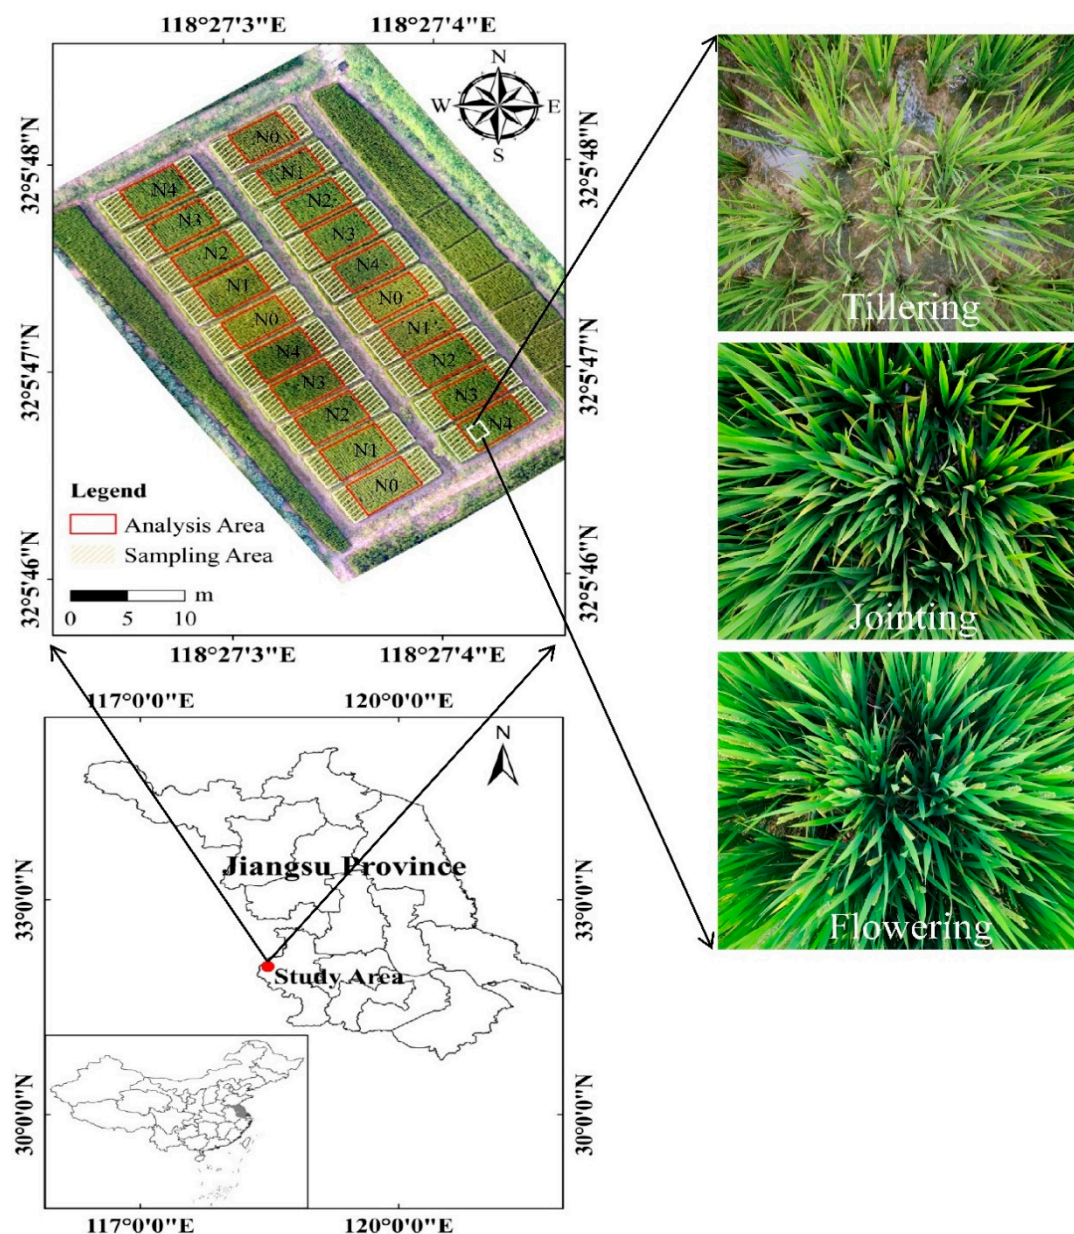 118°27'3"E
118°27'4"E
N
W
E
S
32°5'48"N
32°5'48"N
N0
N1
N4
N2
N3
N3
N2
N4
N1
N0
N0
N1
N4
N2
N3
N3
N2
N4
N1
N0
32°5'47"N
32°5'47"N
Legend
Analysis Area
Sampling Area
m
0 5 10
32°5'46"N
32°5'46"N
118°27'3"E
118°27'4"E
Tillering
Jointing
Flowering
117°0'0"E
120°0'0"E
N
Jiangsu Province
33°0'0"N
33°0'0"N
Study Area
30°0'0"N
30°0'0"N
117°0'0"E
120°0'0"E